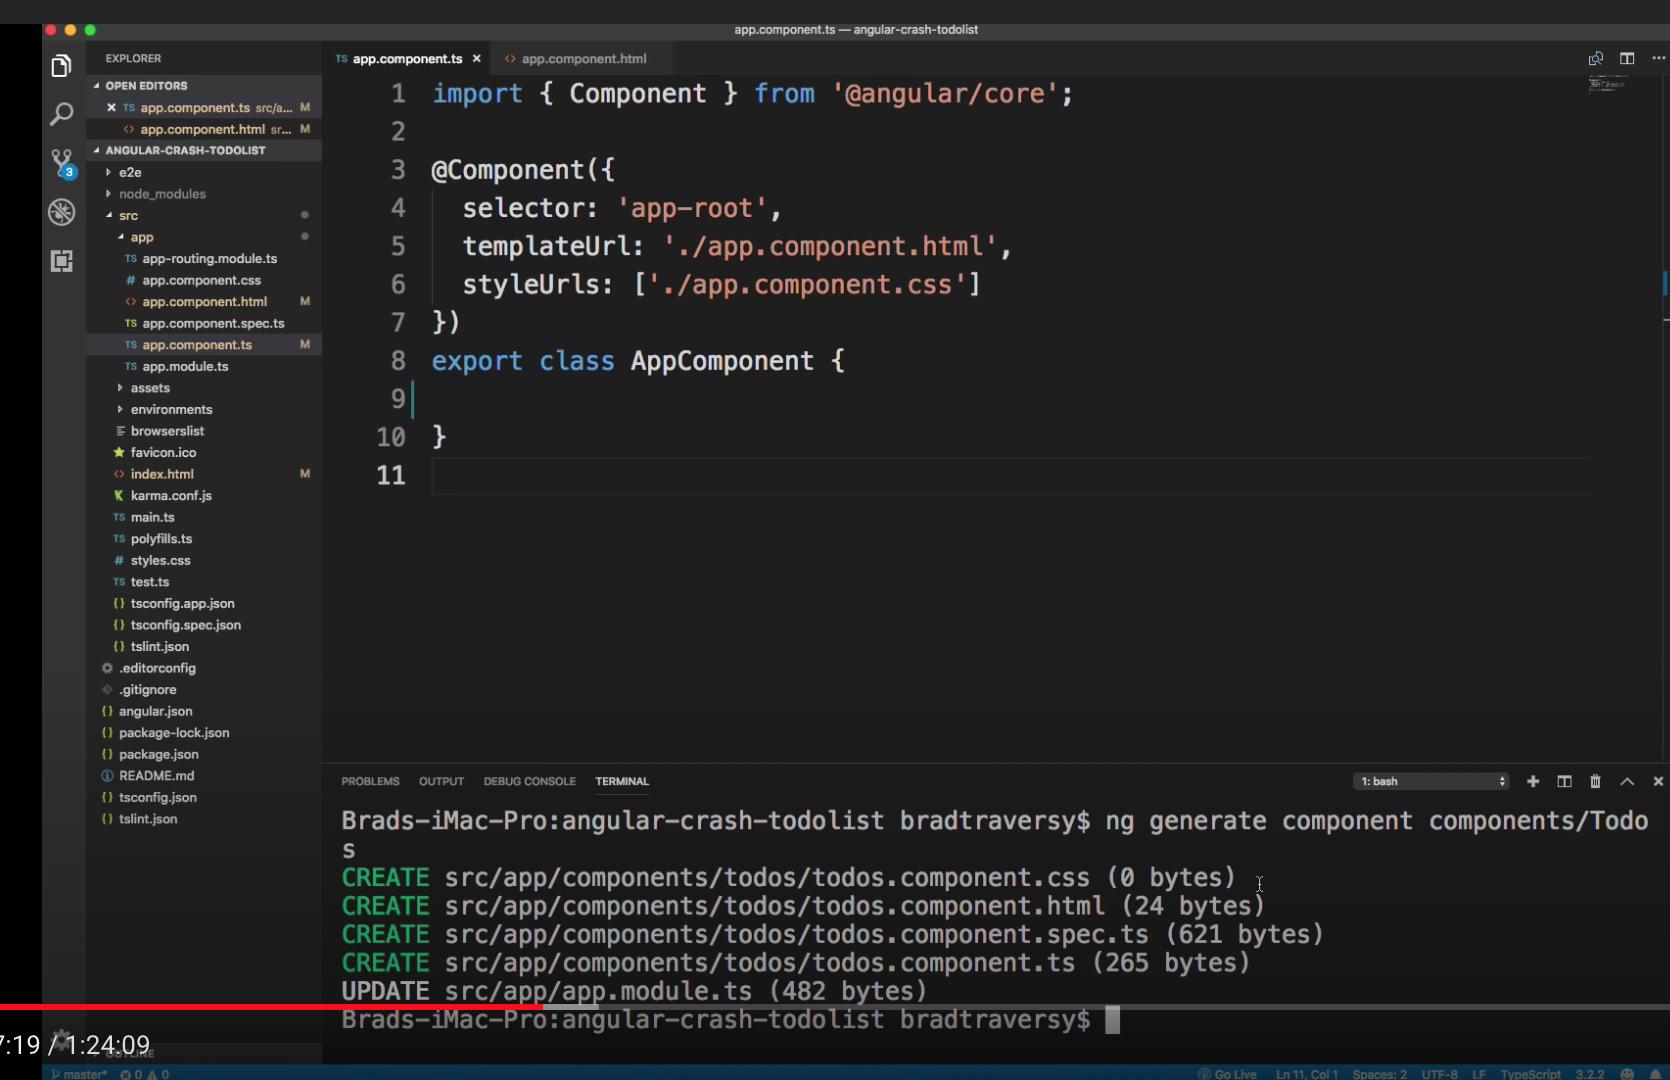 app.component.ts — angular-crash-todolist
EXPLORER
OPEN EDITORS
TS app.component.ts src/a... M
<> app.component.html sr... M
ANGULAR-CRASH-TODOLIST
3
e2e
node_modules
src
app
TS app-routing.module.ts
# app.component.css
<> app.component.html M
TS app.component.spec.ts
TS app.component.ts M
TS app.module.ts
assets
environments
browserslist
favicon.ico
<> index.html M
karma.conf.js
TS main.ts
TS polyfills.ts
# styles.css
TS test.ts
{} tsconfig.app.json
{} tsconfig.spec.json
{} tslint.json
.editorconfig
.gitignore
{} angular.json
{} package-lock.json
{} package.json
README.md
{} tsconfig.json
{} tslint.json
OUTLINE
TS app.component.ts ×
<> app.component.html
1 import { Component } from '@angular/core';
2
3 @Component({
4 selector: 'app-root',
5 templateUrl: './app.component.html',
6 styleUrls: ['./app.component.css']
7 })
8 export class AppComponent {
9
10 }
11
PROBLEMS OUTPUT DEBUG CONSOLE TERMINAL 1: bash
Brads-iMac-Pro:angular-crash-todolist bradtraversy$ ng generate component components/Todo
s
CREATE src/app/components/todos/todos.component.css (0 bytes)
CREATE src/app/components/todos/todos.component.html (24 bytes)
CREATE src/app/components/todos/todos.component.spec.ts (621 bytes)
CREATE src/app/components/todos/todos.component.ts (265 bytes)
UPDATE src/app/app.module.ts (482 bytes)
Brads-iMac-Pro:angular-crash-todolist bradtraversy$
7:19 / 1:24:09
master* 0 0 Go Live Ln 11, Col 1 Spaces: 2 UTF-8 LF TypeScript 3.2.2